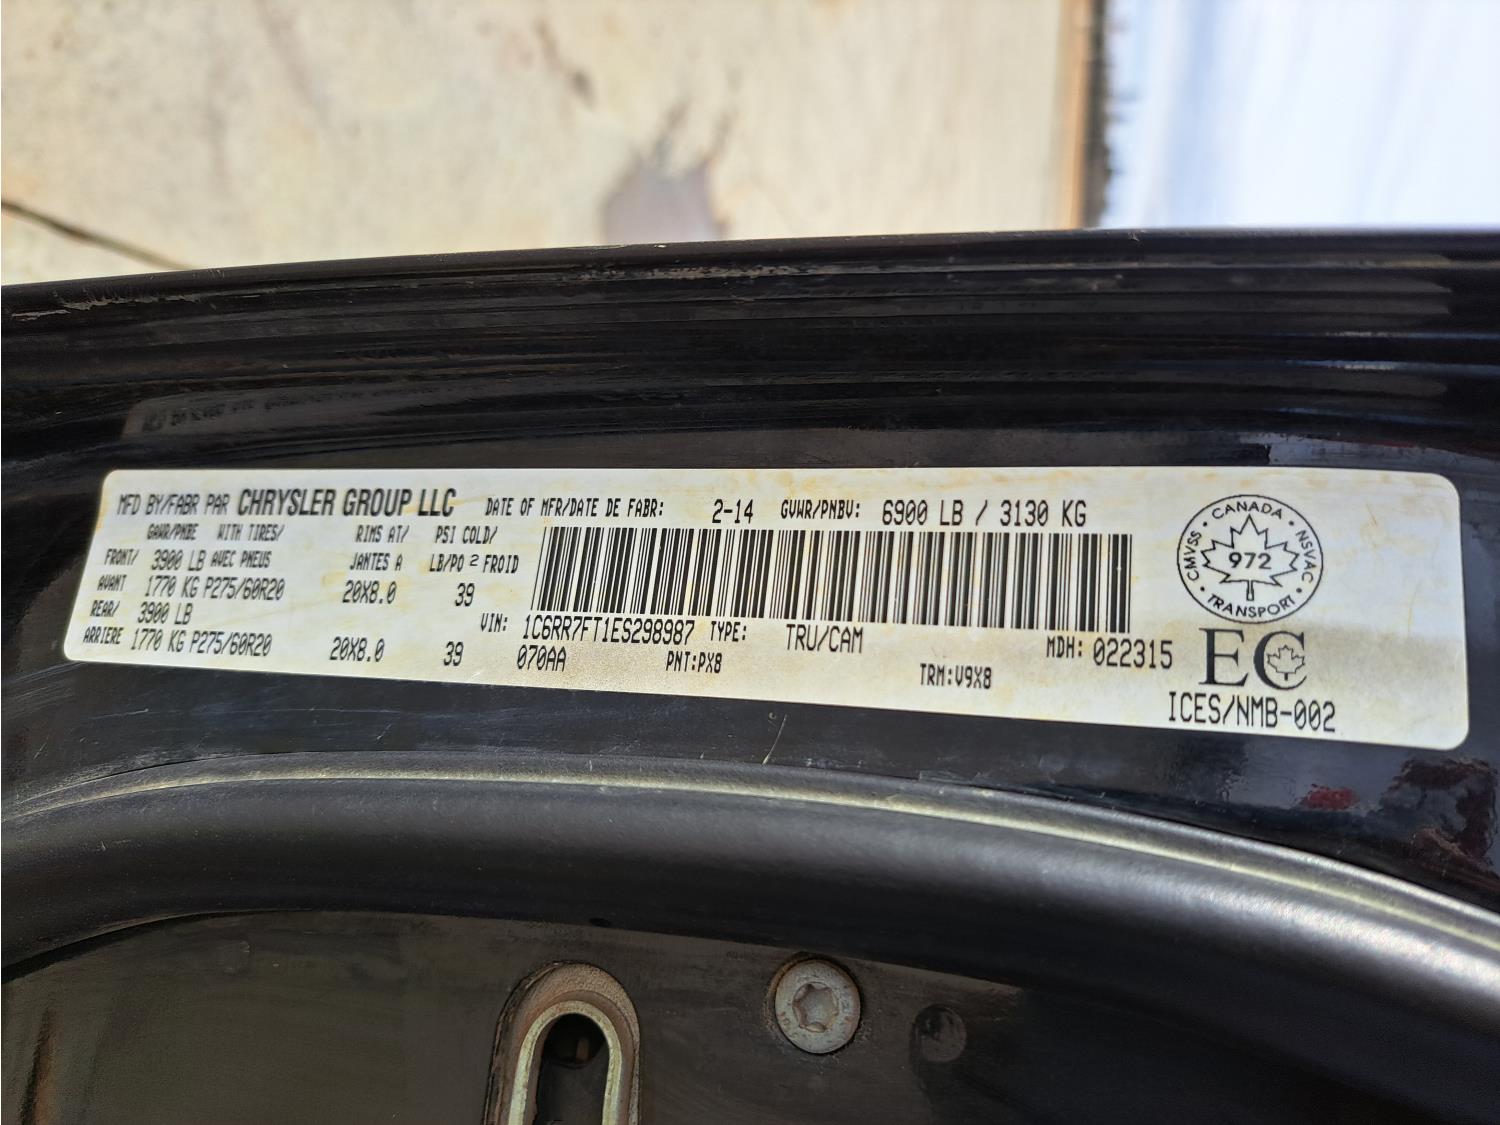 MFD BY/FABR PAR CHRYSLER GROUP LLC DATE OF MFR/DATE DE FABR: 2-14 GVWR/PNBV: 6900 LB / 3130 KG
GAWR/PNBE WITH TIRES/ RIMS AT/ PSI COLD/
FRONT/ 3900 LB AVEC PNEUS JANTES A LB/PO 2 FROID
AVANT 1770 KG P275/60R20 20X8.0 39
REAR/ 3900 LB
ARRIERE 1770 KG P275/60R20 20X8.0 39
VIN: 1C6RR7FT1ES298987 TYPE: TRU/CAM MDH: 022315
070AA PNT:PX8 TRM:V9X8
CANADA
CMVSS 972 NSVAC
TRANSPORT
EC
ICES/NMB-002